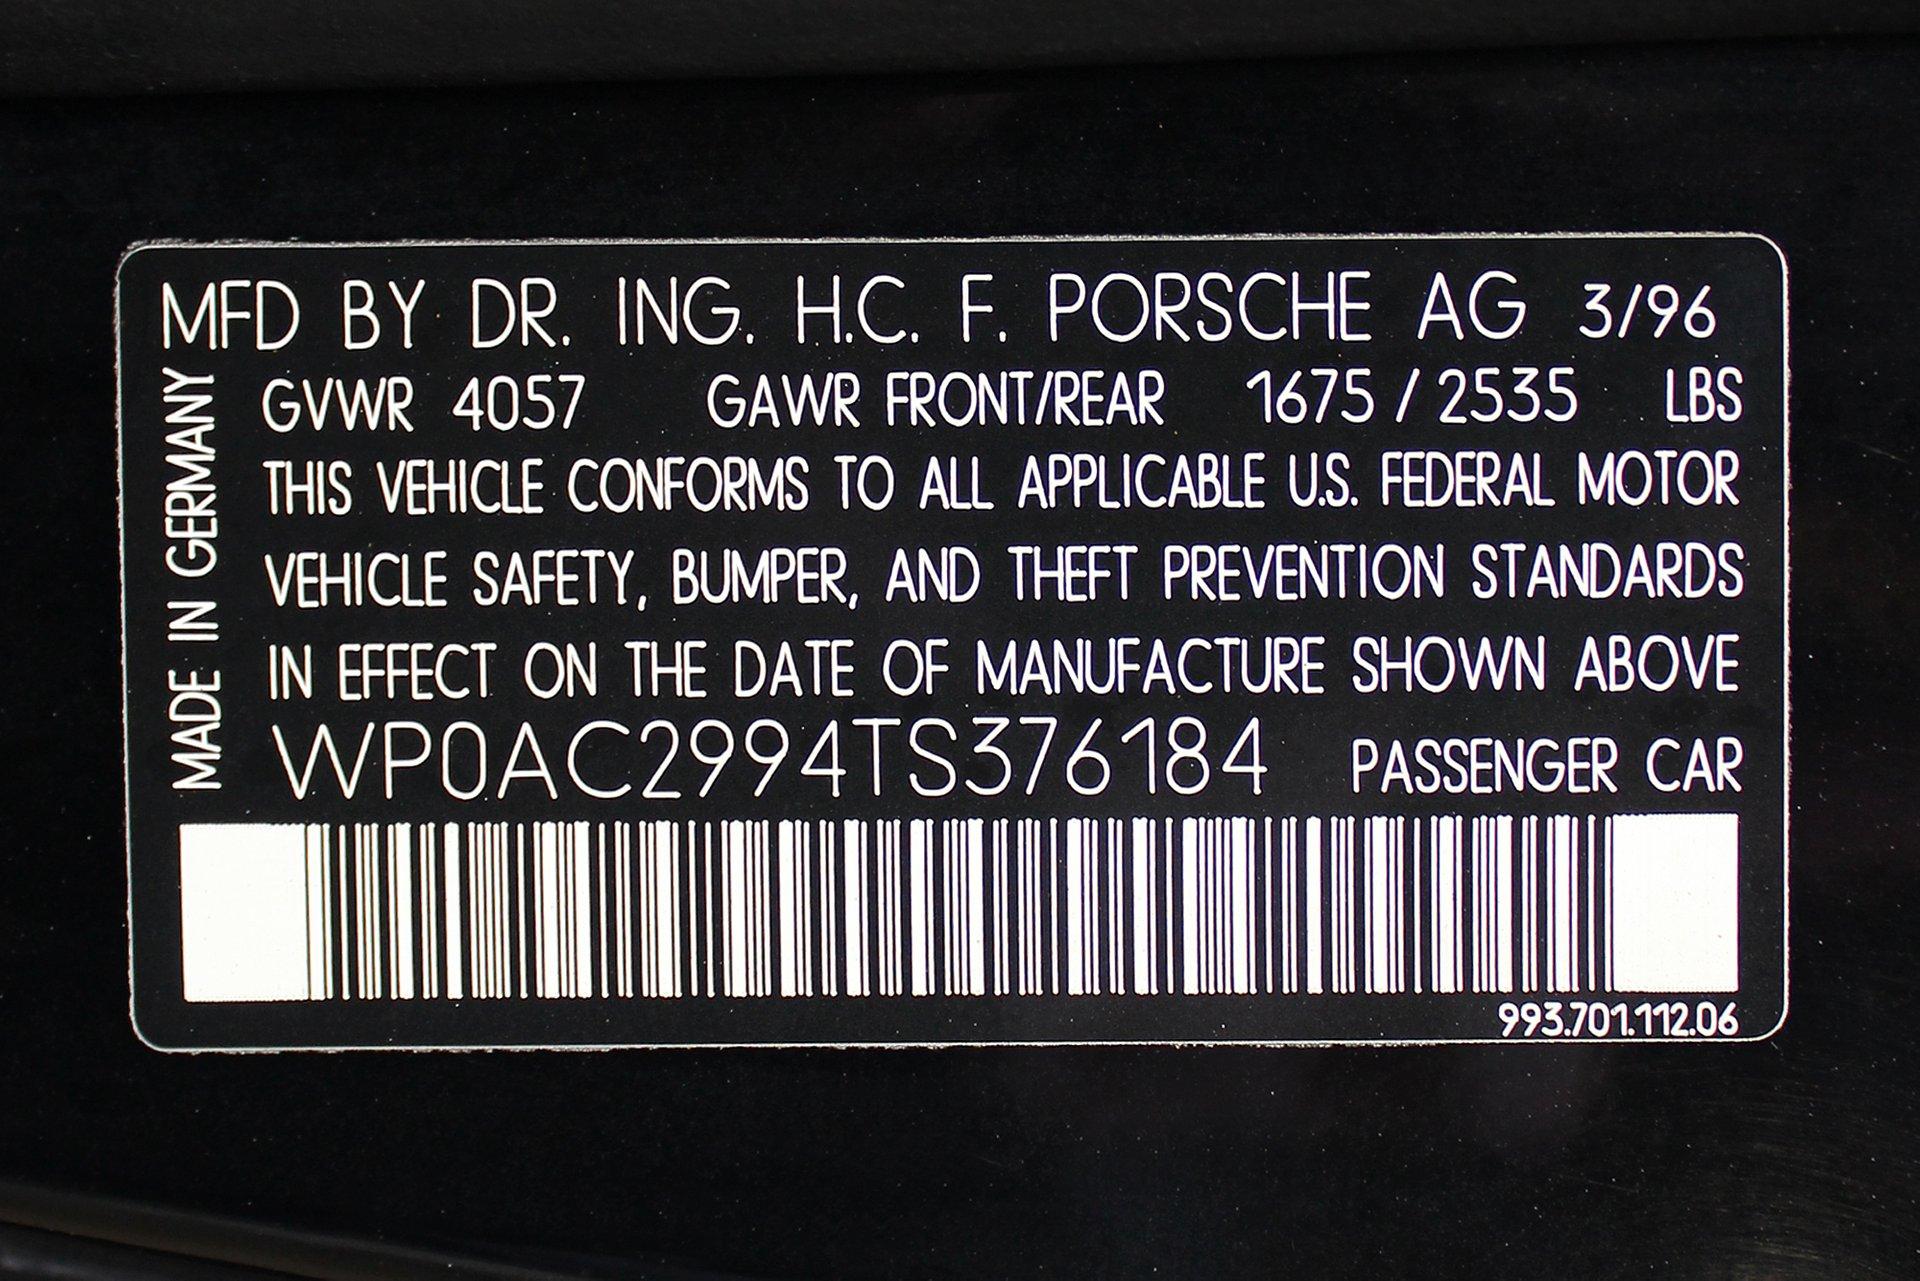 MFD BY DR. ING. H.C. F. PORSCHE AG 3/96
MADE IN GERMANY
GVWR 4057 GAWR FRONT/REAR 1675 / 2535 LBS
THIS VEHICLE CONFORMS TO ALL APPLICABLE U.S. FEDERAL MOTOR
VEHICLE SAFETY, BUMPER, AND THEFT PREVENTION STANDARDS
IN EFFECT ON THE DATE OF MANUFACTURE SHOWN ABOVE
WP0AC2994TS376184 PASSENGER CAR
993.701.112.06